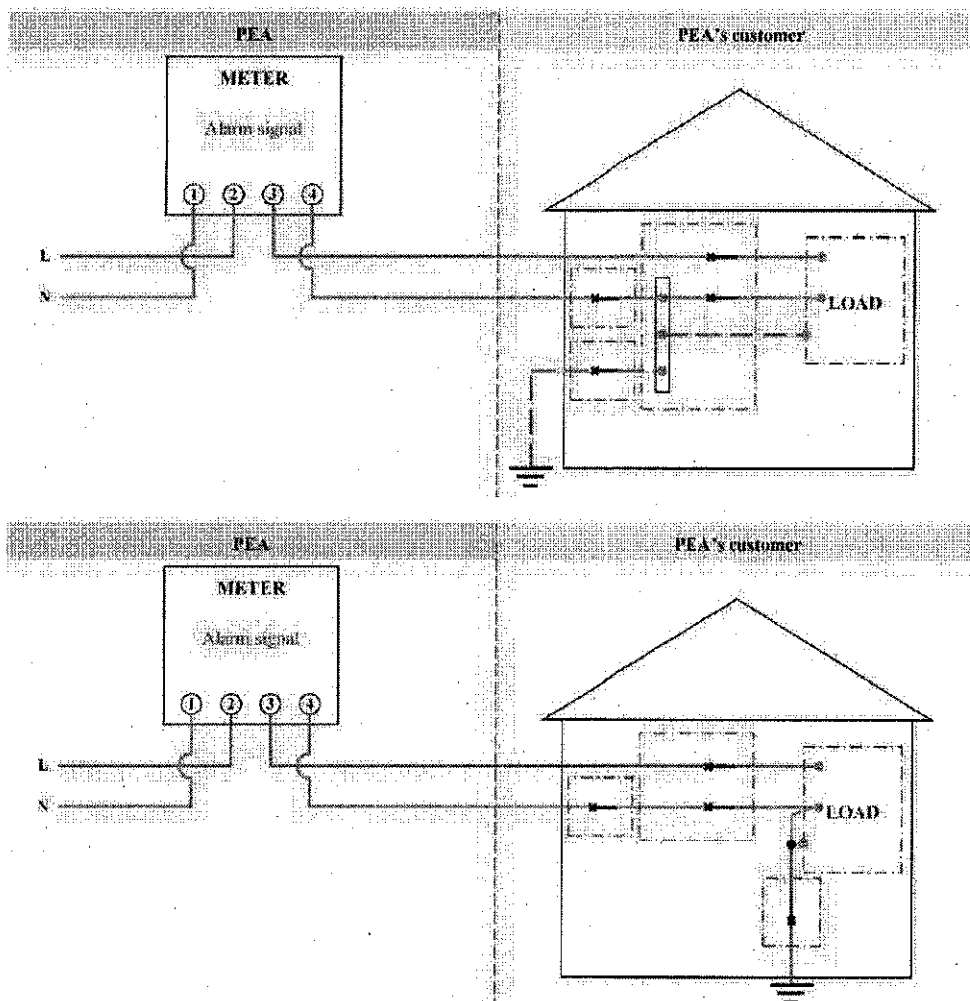 PEA PEA's customer
METER
Alarm signal
1 2 3 4
L
N
LOAD
PEA PEA's customer
METER
Alarm signal
1 2 3 4
L
N
LOAD